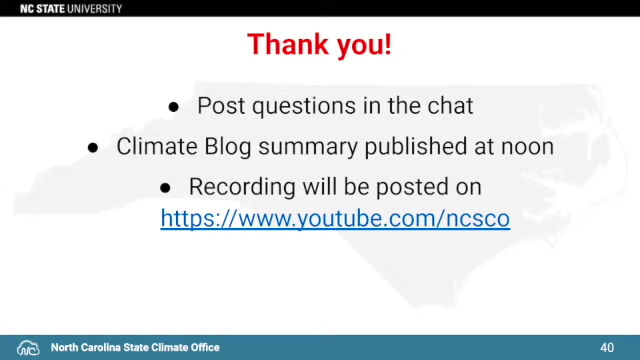 NC STATE UNIVERSITY
Thank you!
● Post questions in the chat
● Climate Blog summary published at noon
● Recording will be posted on
https://www.youtube.com/ncsco
North Carolina State Climate Office
40